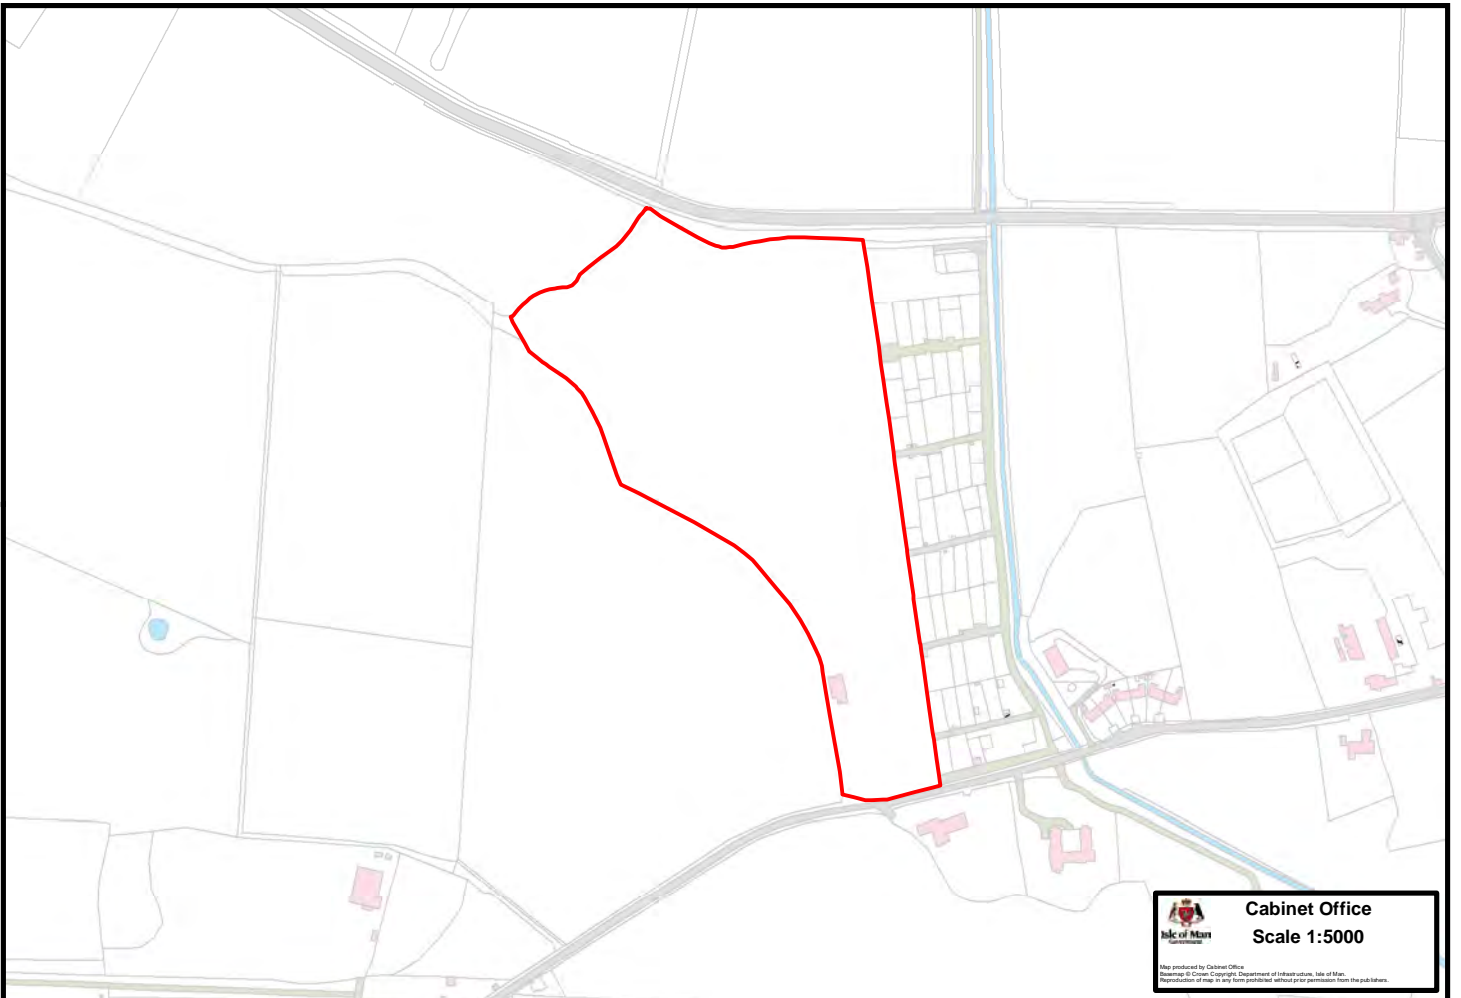 Cabinet Office
Scale 1:5000
Isle of Man
Government
Map produced by Cabinet Office
Basemap © Crown Copyright. Department of Infrastructure, Isle of Man.
Reproduction of map in any form prohibited without prior permission from the publishers.